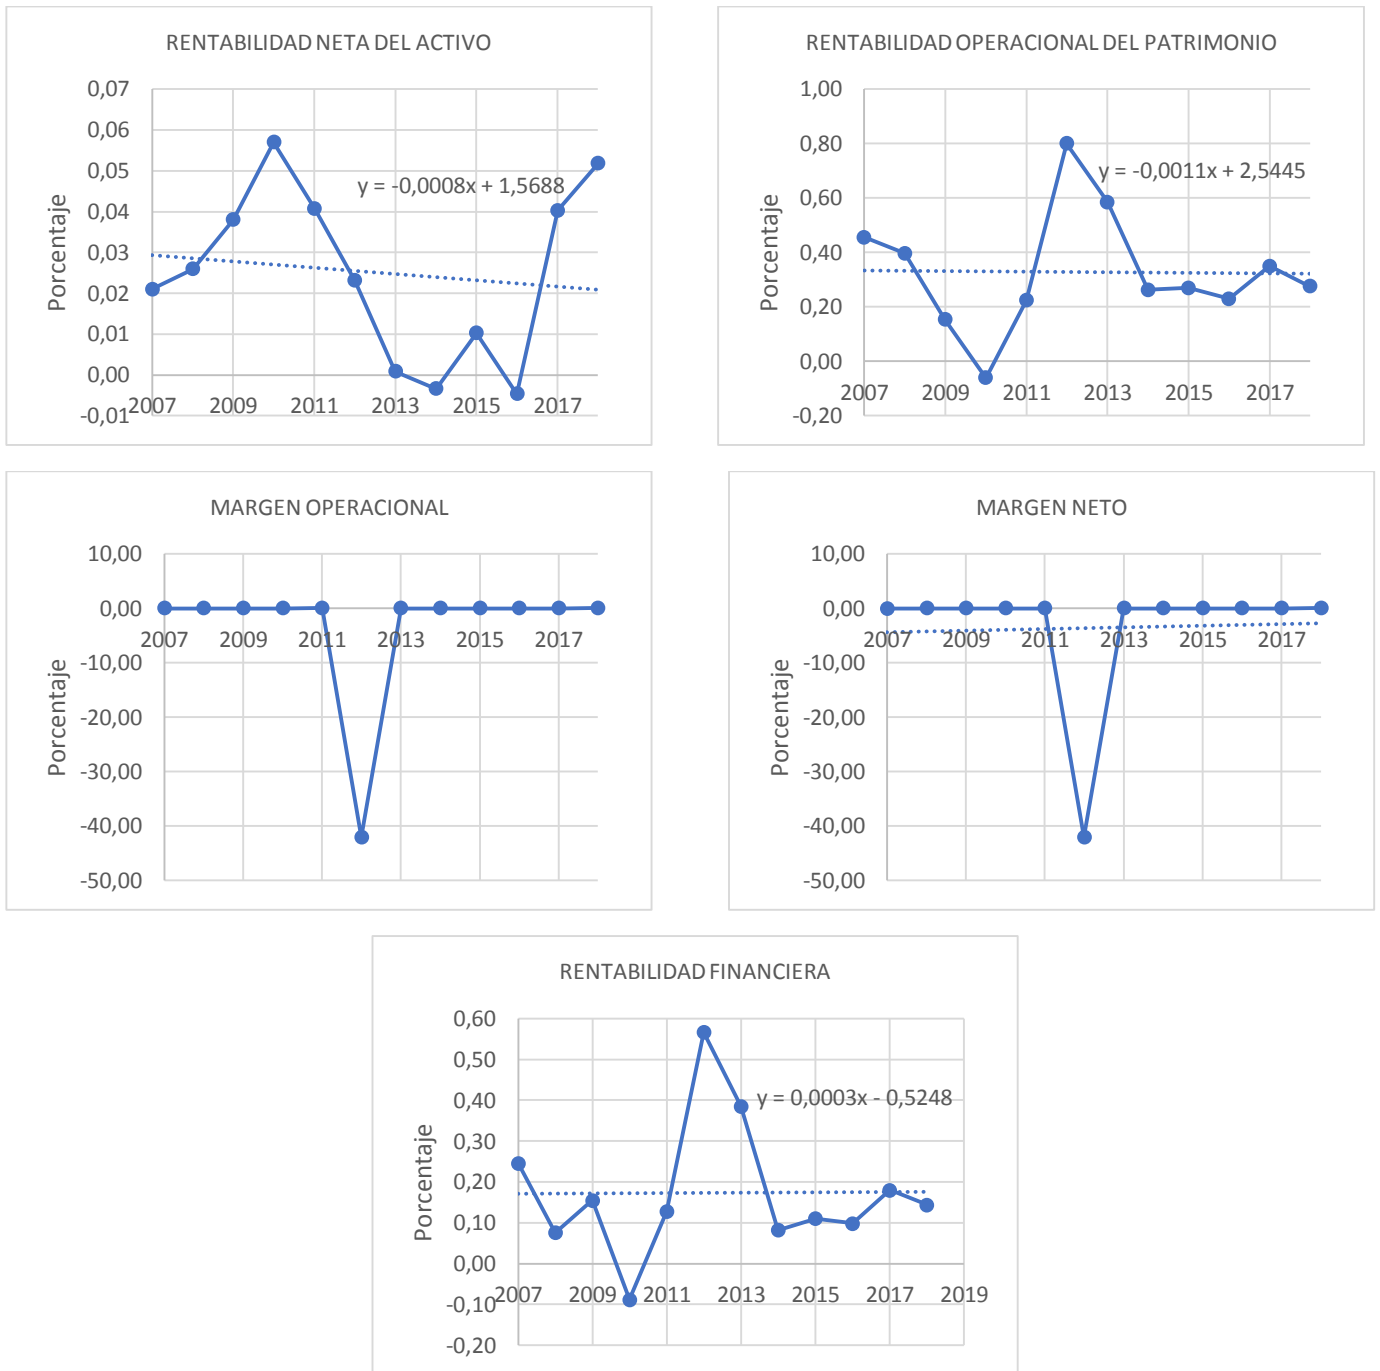 RENTABILIDAD NETA DEL ACTIVO
0,07
0,06
0,05
0,04
0,03
0,02
0,01
0,00
-0,01
Porcentaje
y = -0,0008x + 1,5688
2007 2009 2011 2013 2015 2017
RENTABILIDAD OPERACIONAL DEL PATRIMONIO
1,00
0,80
0,60
0,40
0,20
0,00
-0,20
Porcentaje
y = -0,0011x + 2,5445
2007 2009 2011 2013 2015 2017
MARGEN OPERACIONAL
10,00
0,00
-10,00
-20,00
-30,00
-40,00
-50,00
Porcentaje
2007 2009 2011 2013 2015 2017
MARGEN NETO
10,00
0,00
-10,00
-20,00
-30,00
-40,00
-50,00
Porcentaje
2007 2009 2011 2013 2015 2017
RENTABILIDAD FINANCIERA
0,60
0,50
0,40
0,30
0,20
0,10
0,00
-0,10
-0,20
Porcentaje
y = 0,0003x - 0,5248
2007 2009 2011 2013 2015 2017 2019